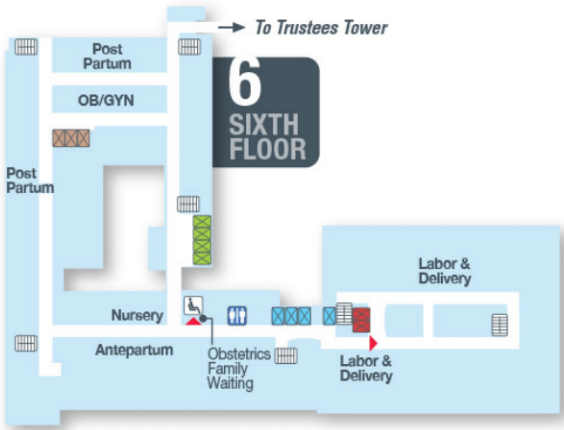 To Trustees Tower
Post
Partum
OB/GYN
6
SIXTH
FLOOR
Post
Partum
Labor &
Delivery
Nursery
Antepartum
Obstetrics
Family
Waiting
Labor &
Delivery